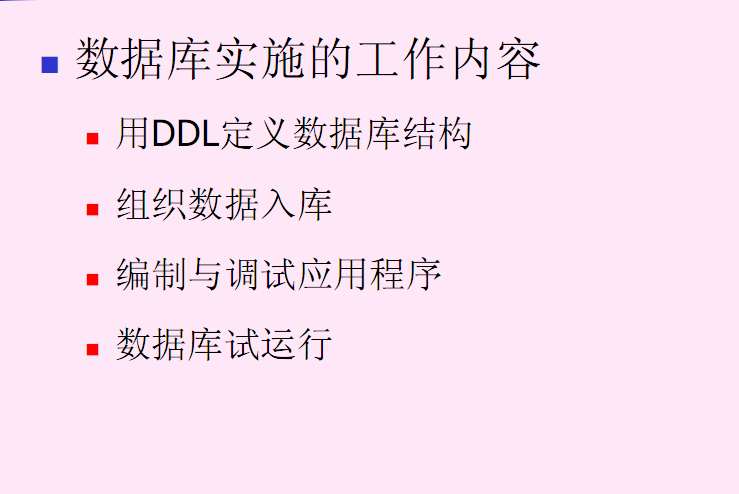 数据库实施的工作内容
用DDL定义数据库结构
组织数据入库
编制与调试应用程序
数据库试运行